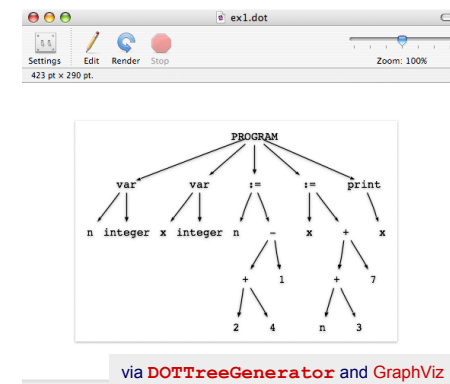 ex1.dot
Settings Edit Render Stop Zoom: 100%
423 pt x 290 pt.
PROGRAM
var var := := print
n integer x integer n - x + x
+ 1 + 7
2 4 n 3
via DOTTreeGenerator and GraphViz